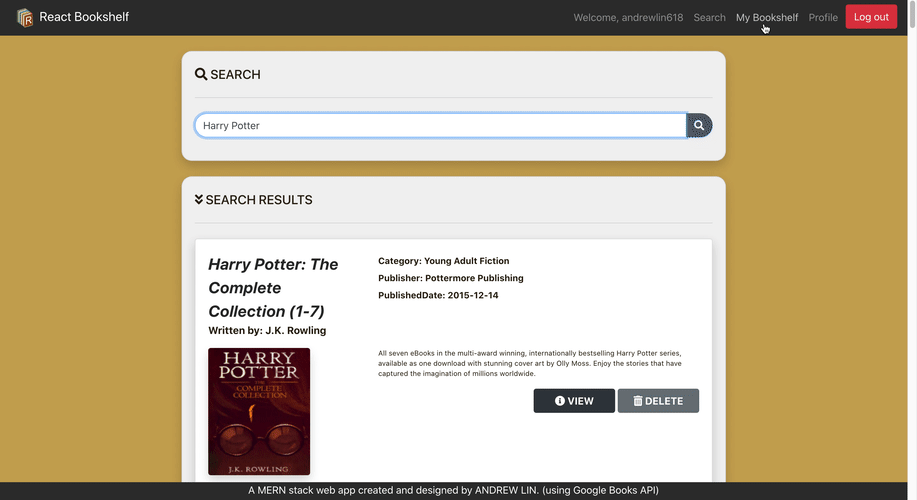 React Bookshelf
Welcome, andrewlin618 Search My Bookshelf Profile Log out
SEARCH
Harry Potter
SEARCH RESULTS
Harry Potter: The
Complete
Collection (1-7)
Written by: J.K. Rowling
Category: Young Adult Fiction
Publisher: Pottermore Publishing
PublishedDate: 2015-12-14
All seven eBooks in the multi-award winning, internationally bestselling Harry Potter series,
available as one download with stunning cover art by Olly Moss. Enjoy the stories that have
captured the imagination of millions worldwide.
VIEW DELETE
HARRY
POTTER
THE
COMPLETE
COLLECTION
J.K. ROWLING
A MERN stack web app created and designed by ANDREW LIN. (using Google Books API)